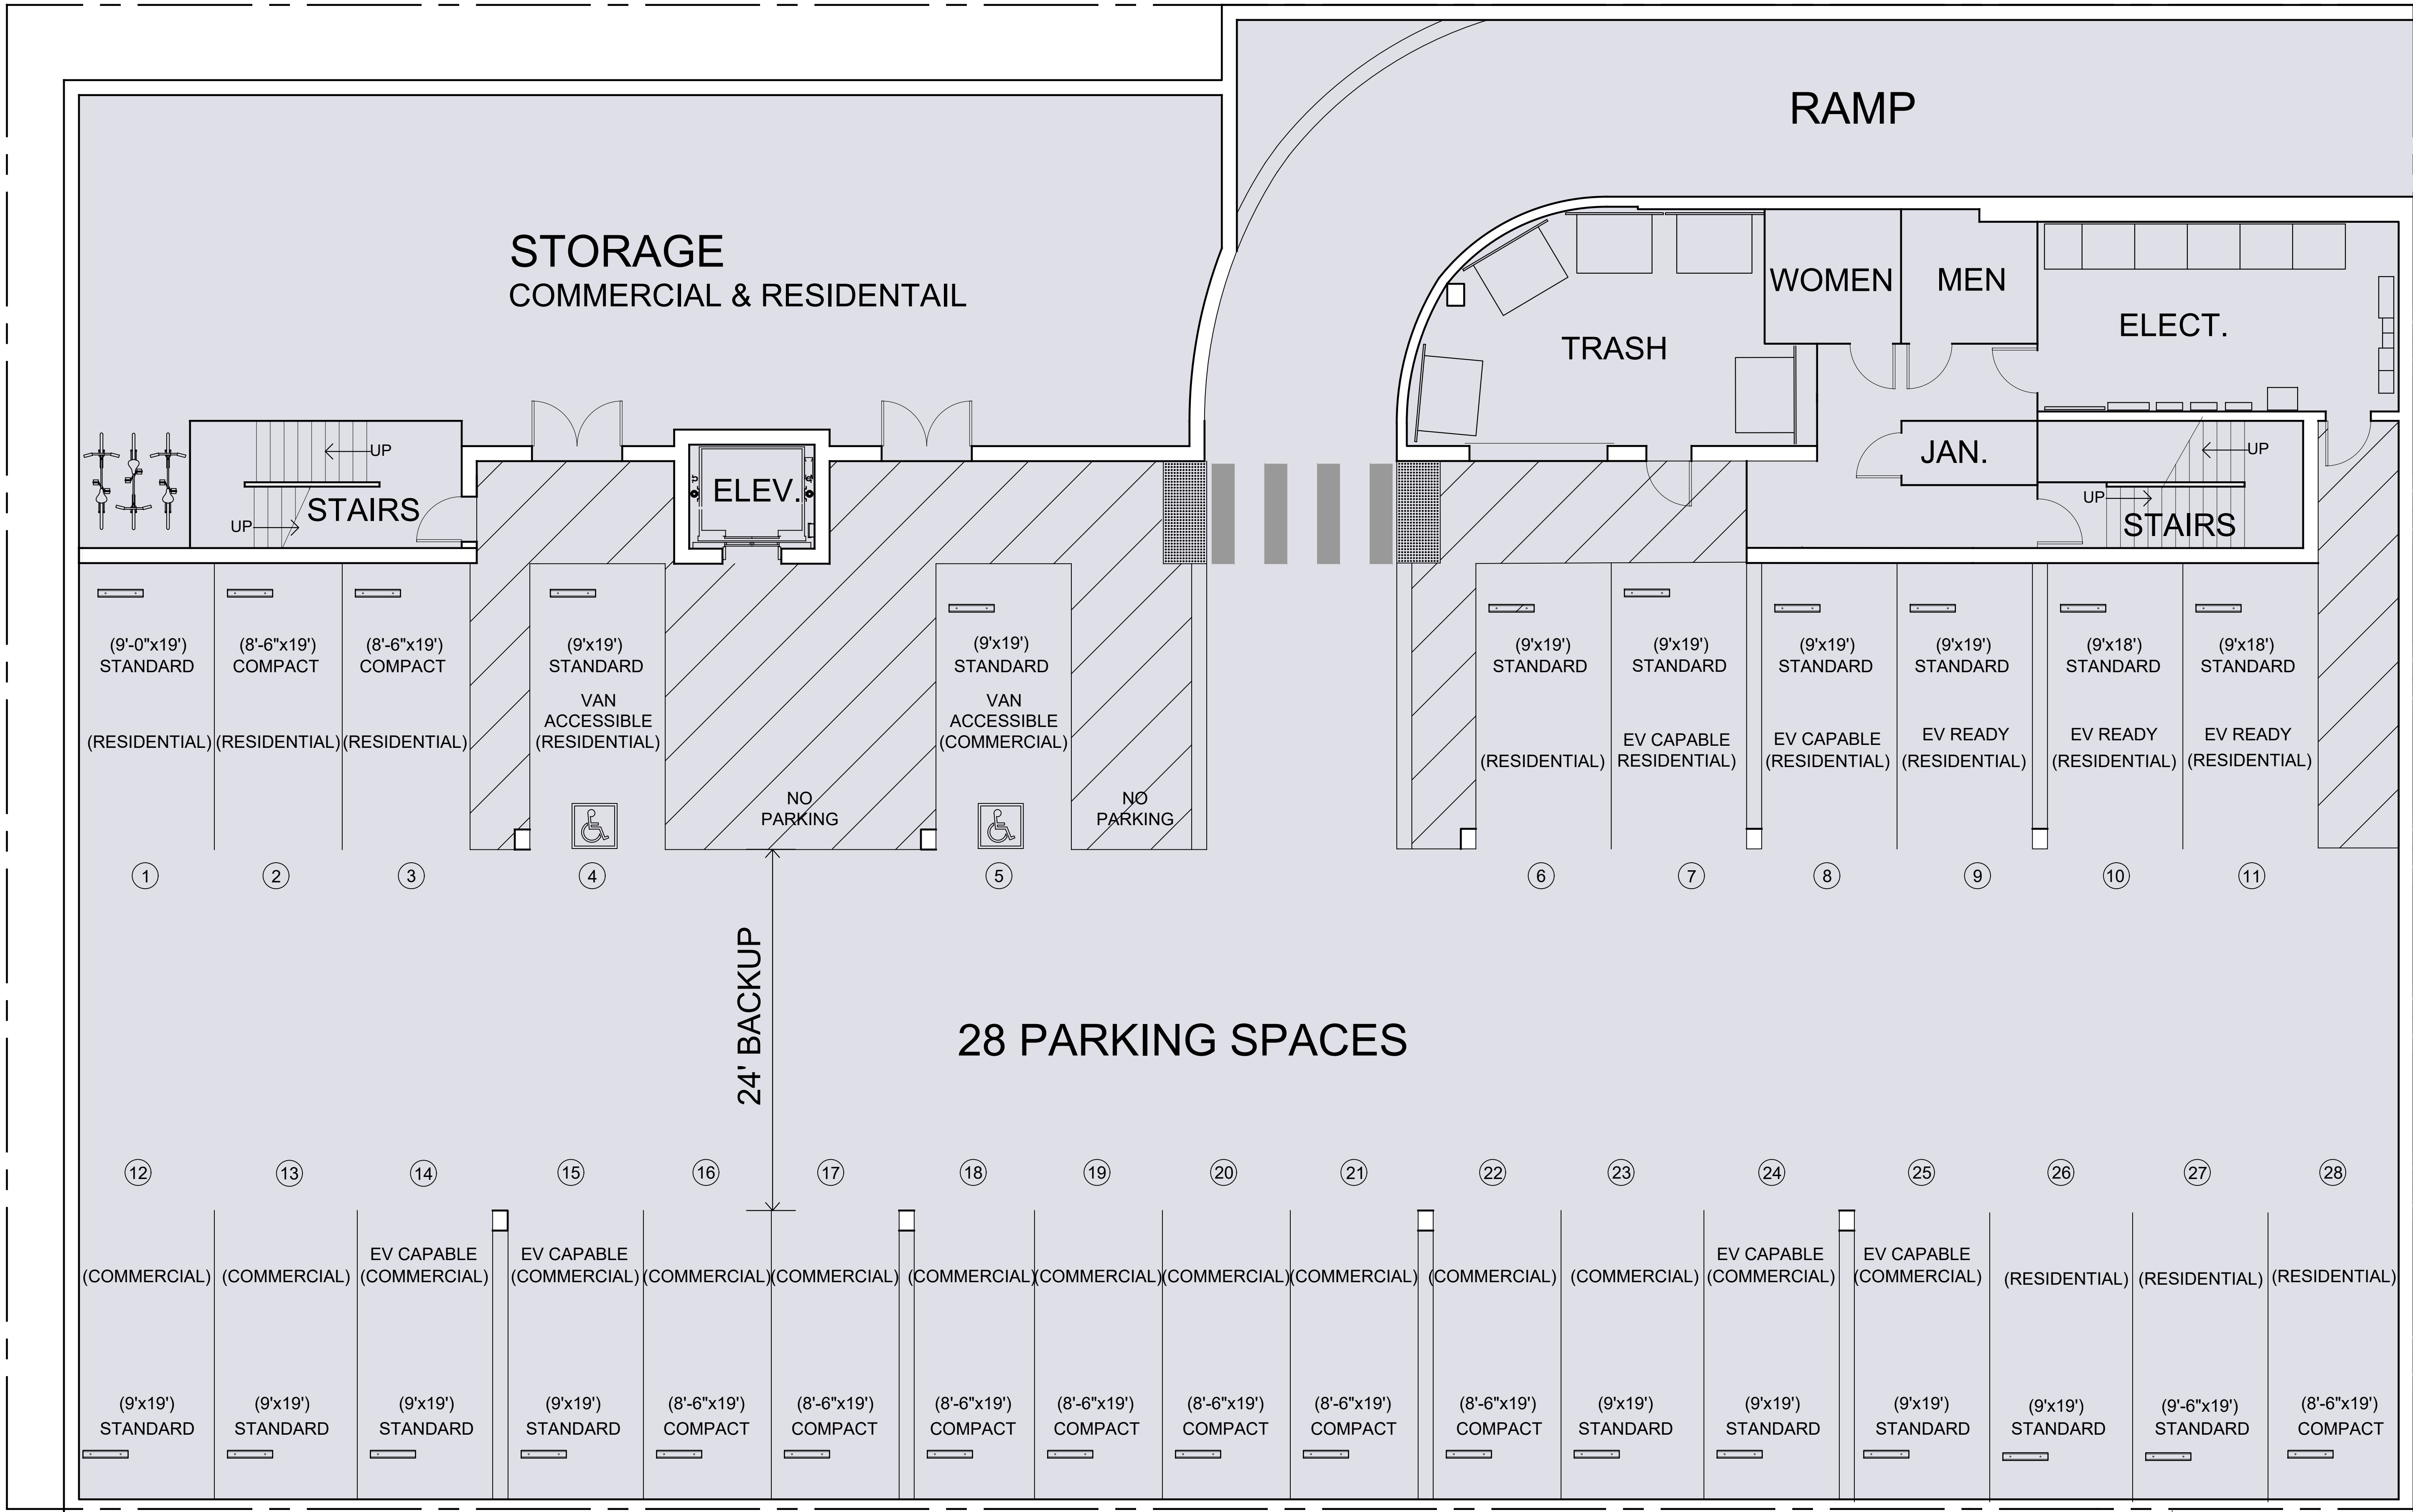 RAMP
STORAGE
COMMERCIAL & RESIDENTAIL
WOMEN
MEN
ELECT.
TRASH
UP
STAIRS
UP
ELEV.
JAN.
UP
UP
STAIRS
(9'-0"x19')
STANDARD
(RESIDENTIAL)
(8'-6"x19')
COMPACT
(RESIDENTIAL)
(8'-6"x19')
COMPACT
(RESIDENTIAL)
(9'x19')
STANDARD
VAN
ACCESSIBLE
(RESIDENTIAL)
NO
PARKING
(9'x19')
STANDARD
VAN
ACCESSIBLE
(COMMERCIAL)
NO
PARKING
(9'x19')
STANDARD
(RESIDENTIAL)
(9'x19')
STANDARD
EV CAPABLE
RESIDENTIAL)
(9'x19')
STANDARD
EV CAPABLE
(RESIDENTIAL)
(9'x19')
STANDARD
EV READY
(RESIDENTIAL)
(9'x18')
STANDARD
EV READY
(RESIDENTIAL)
(9'x18')
STANDARD
EV READY
(RESIDENTIAL)
1
2
3
4
5
6
7
8
9
10
11
24' BACKUP
28 PARKING SPACES
12
13
14
15
16
17
18
19
20
21
22
23
24
25
26
27
28
(COMMERCIAL)
(9'x19')
STANDARD
(COMMERCIAL)
(9'x19')
STANDARD
EV CAPABLE
(COMMERCIAL)
(9'x19')
STANDARD
EV CAPABLE
(COMMERCIAL)
(9'x19')
STANDARD
(COMMERCIAL)
(8'-6"x19')
COMPACT
(COMMERCIAL)
(8'-6"x19')
COMPACT
(COMMERCIAL)
(8'-6"x19')
COMPACT
(COMMERCIAL)
(8'-6"x19')
COMPACT
(COMMERCIAL)
(8'-6"x19')
COMPACT
(COMMERCIAL)
(8'-6"x19')
COMPACT
(COMMERCIAL)
(8'-6"x19')
COMPACT
(COMMERCIAL)
(9'x19')
STANDARD
EV CAPABLE
(COMMERCIAL)
(9'x19')
STANDARD
EV CAPABLE
(COMMERCIAL)
(9'x19')
STANDARD
(RESIDENTIAL)
(9'x19')
STANDARD
(RESIDENTIAL)
(9'-6"x19')
STANDARD
(RESIDENTIAL)
(8'-6"x19')
COMPACT